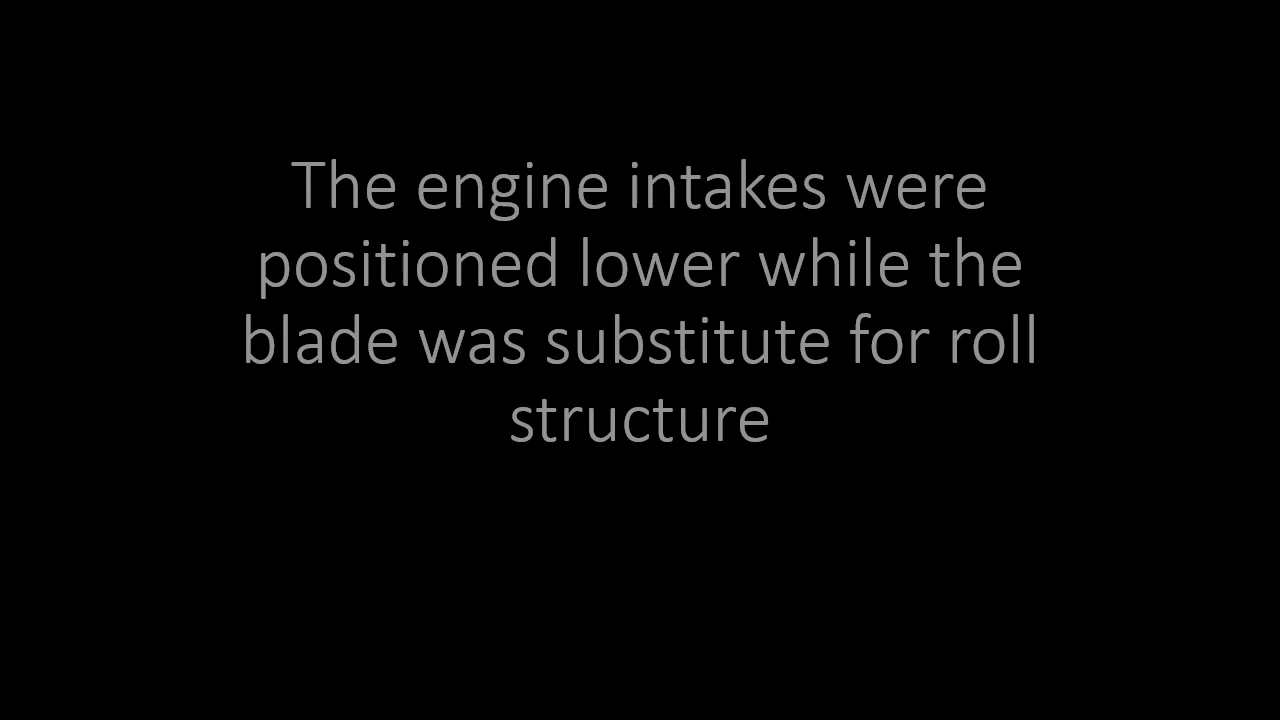 The engine intakes were
positioned lower while the
blade was substitute for roll
structure